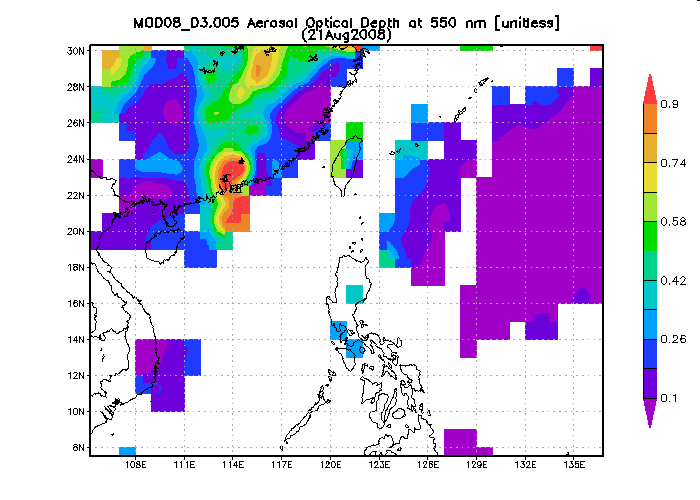 MOD08_D3.005 Aerosol Optical Depth at 550 nm [unitless]
(21Aug2008)
30N
28N
26N
24N
22N
20N
18N
16N
14N
12N
10N
8N
108E 111E 114E 117E 120E 123E 126E 129E 132E 135E
0.9
0.74
0.58
0.42
0.26
0.1